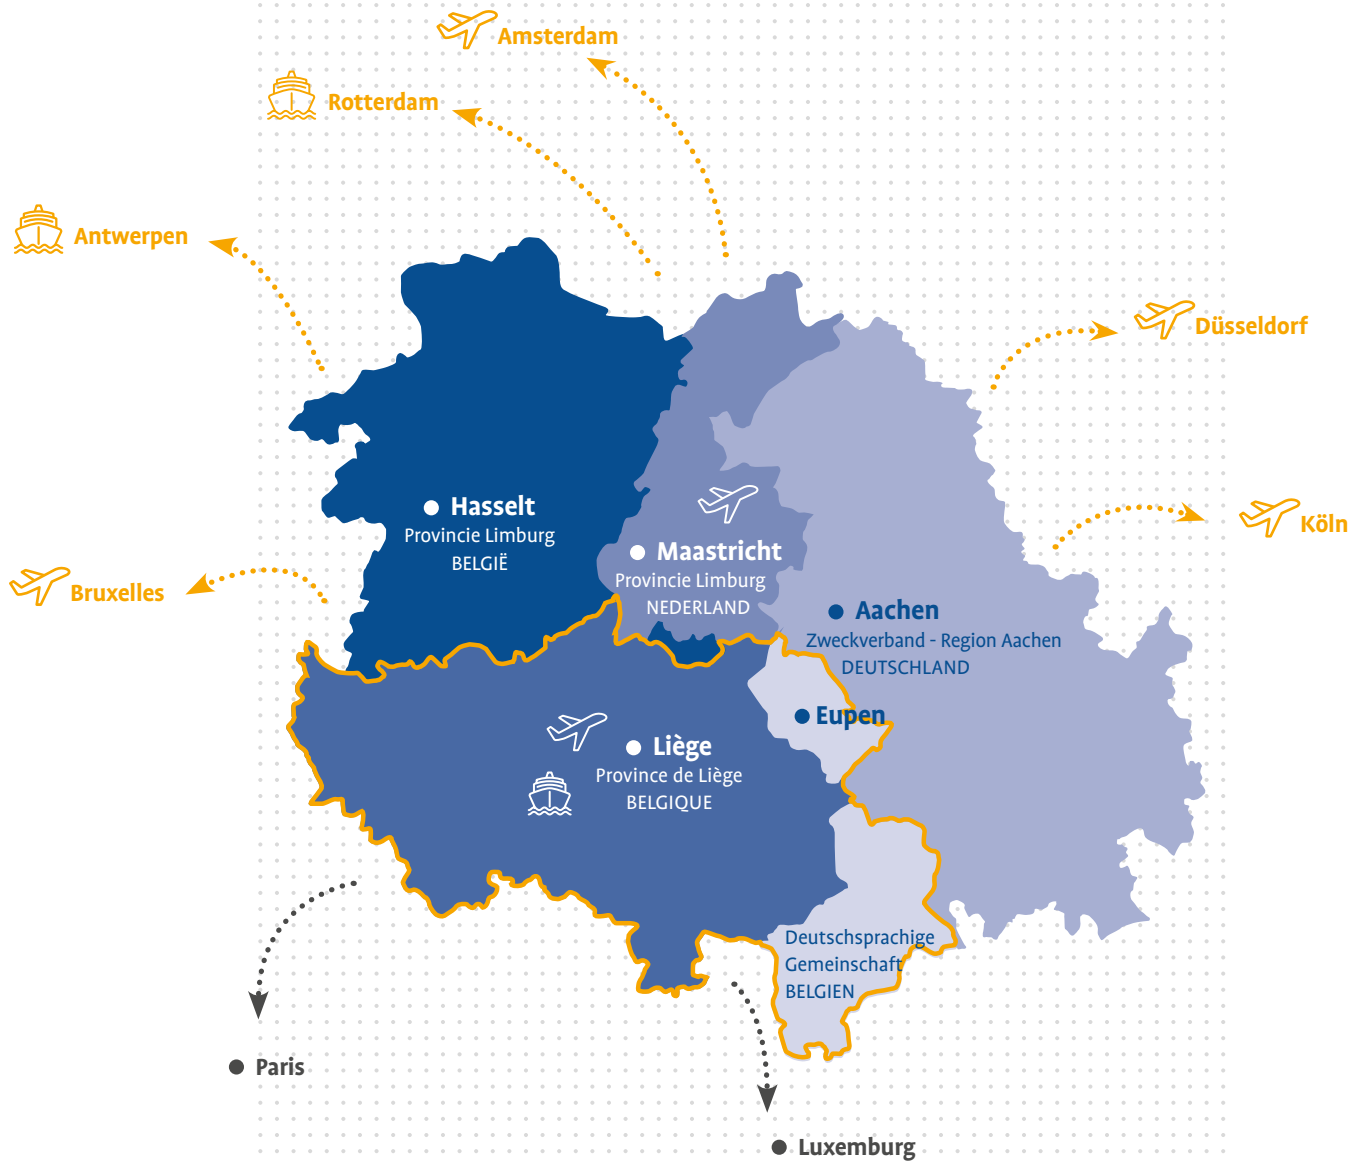 Amsterdam
Rotterdam
Antwerpen
Düsseldorf
Hasselt
Provincie Limburg
BELGIË
Köln
Maastricht
Provincie Limburg
NEDERLAND
Bruxelles
Aachen
Zweckverband - Region Aachen
DEUTSCHLAND
Eupen
Liège
Province de Liège
BELGIQUE
Deutschsprachige
Gemeinschaft
BELGIEN
Paris
Luxemburg